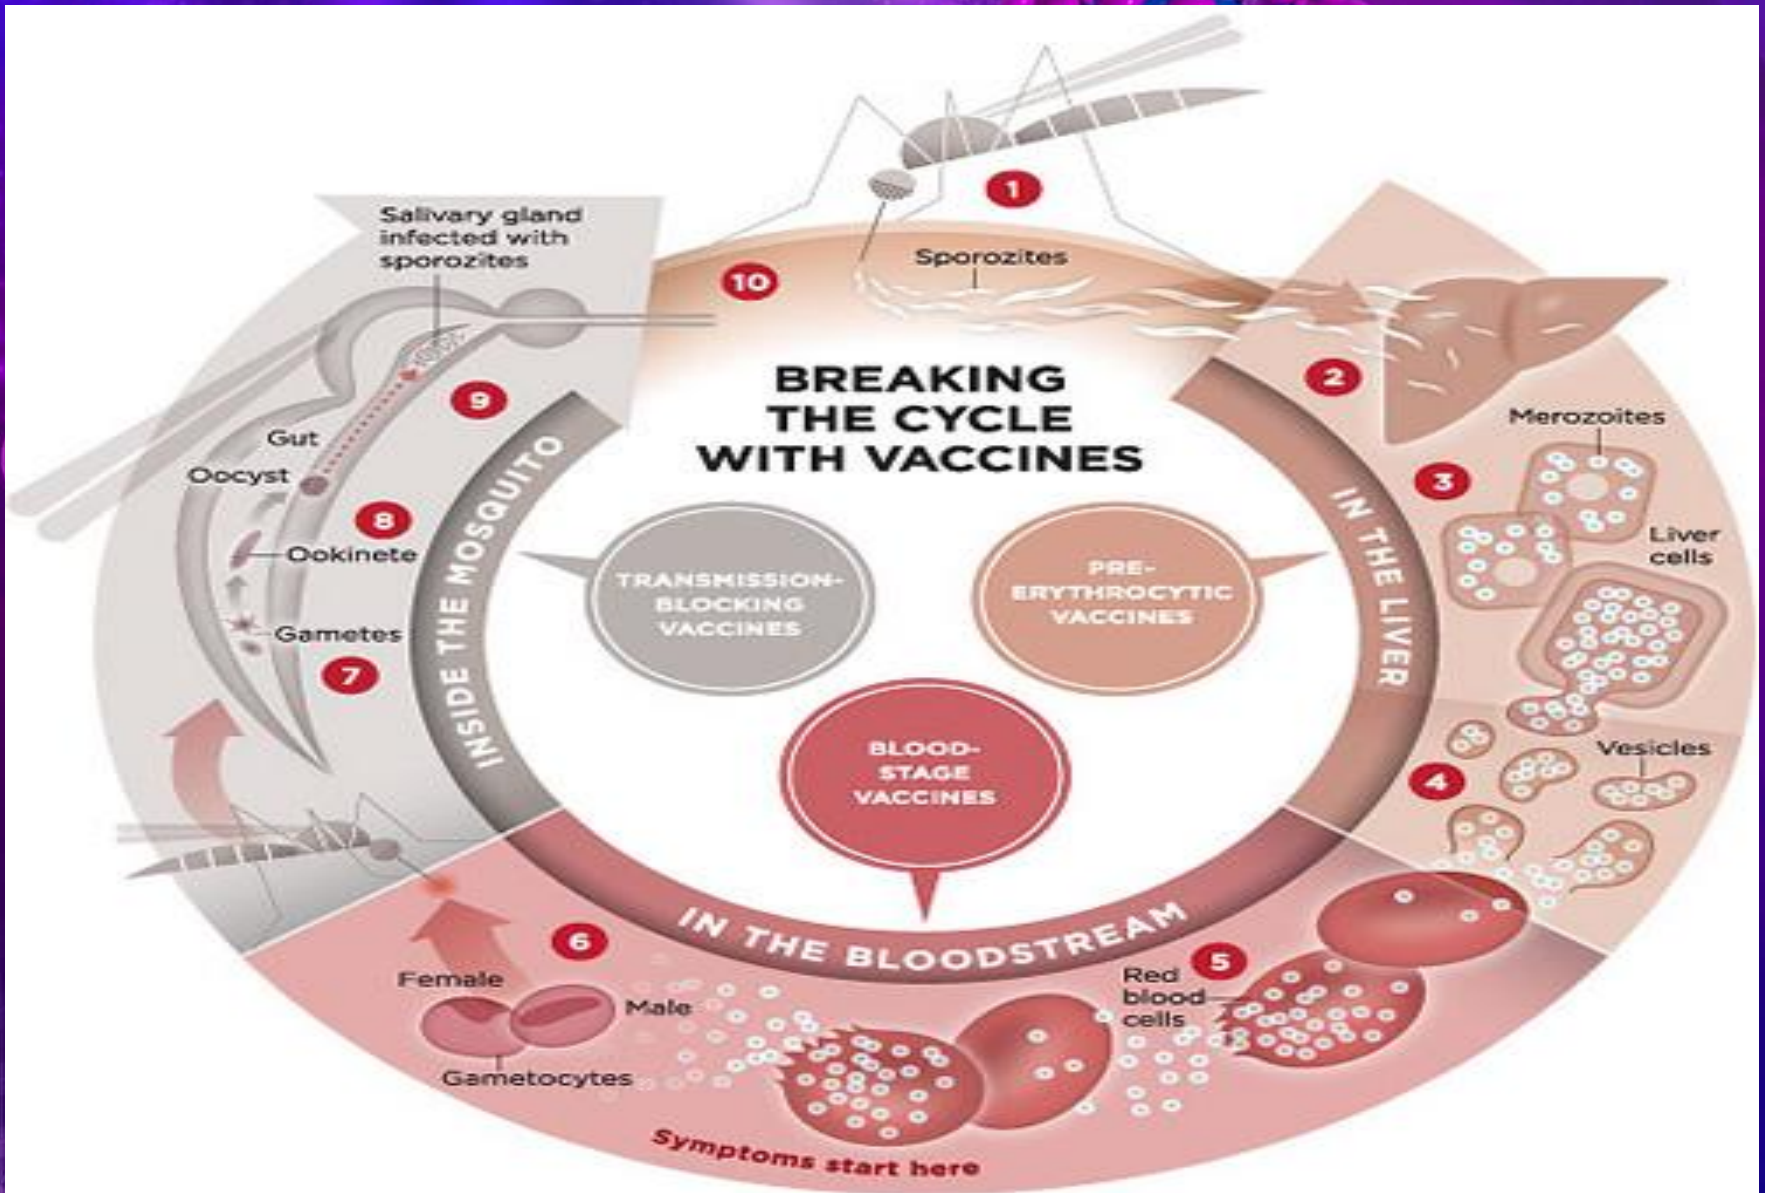 1
Sporozites
10
Salivary gland
infected with
sporozites
2
BREAKING
THE CYCLE
WITH VACCINES
9
Merozoites
Gut
Oocyst
3
IN THE LIVER
INSIDE THE MOSQUITO
8
Ookinete
Liver
cells
TRANSMISSION-
BLOCKING
VACCINES
PRE-
ERYTHROCYTIC
VACCINES
Gametes
7
BLOOD-
STAGE
VACCINES
Vesicles
4
IN THE BLOODSTREAM
6
5
Female
Male
Gametocytes
Red
blood
cells
Symptoms start here